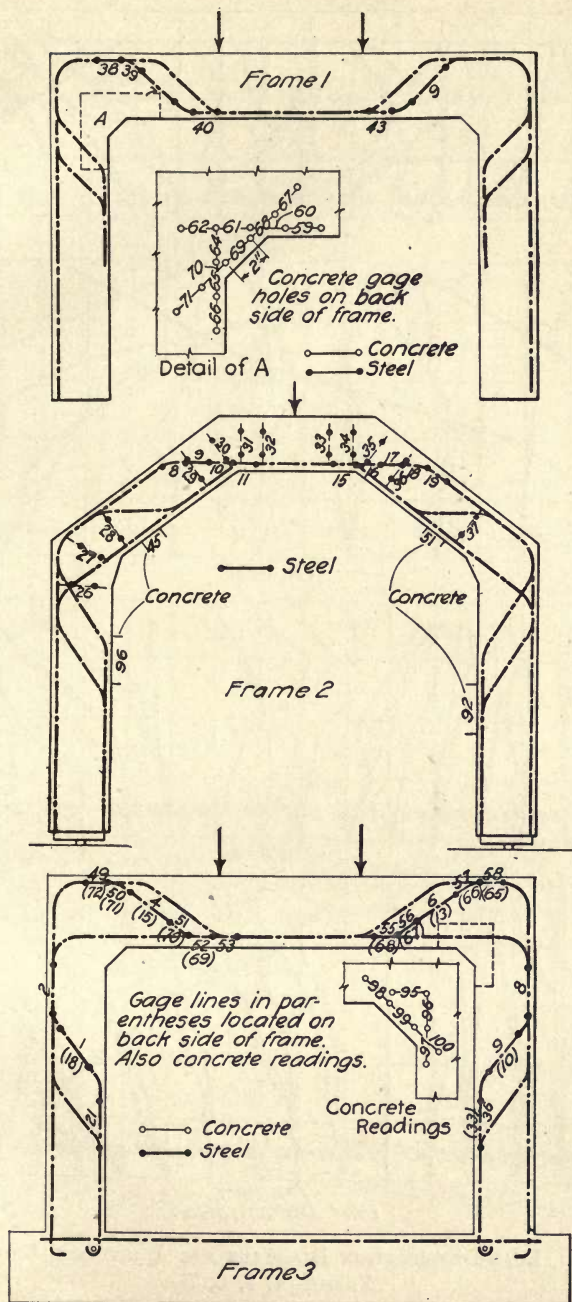 Frame 1
38 39
9
A
40
43
67
68
62 61 60 59
64
69
70
65
2"
71
66
Concrete gage
holes on back
side of frame.
Detail of A
Concrete
Steel
30 31 32 33 34 35
8 9 10 11 15 16 17 18 19
29 36
28
27
26
45
51
37
Steel
Concrete
Concrete
96
92
Frame 2
49 (72)
50 (71)
4 (15)
51 (70)
52 (69)
53
55 (68)
56 (67)
6 (13)
57 (66)
58 (65)
2
8
1 (18)
9 (10)
21
36 (33)
98 95
96
99
97 100
Gage lines in par-
entheses located on
back side of frame.
Also concrete readings.
Concrete
Readings
Concrete
Steel
Frame 3